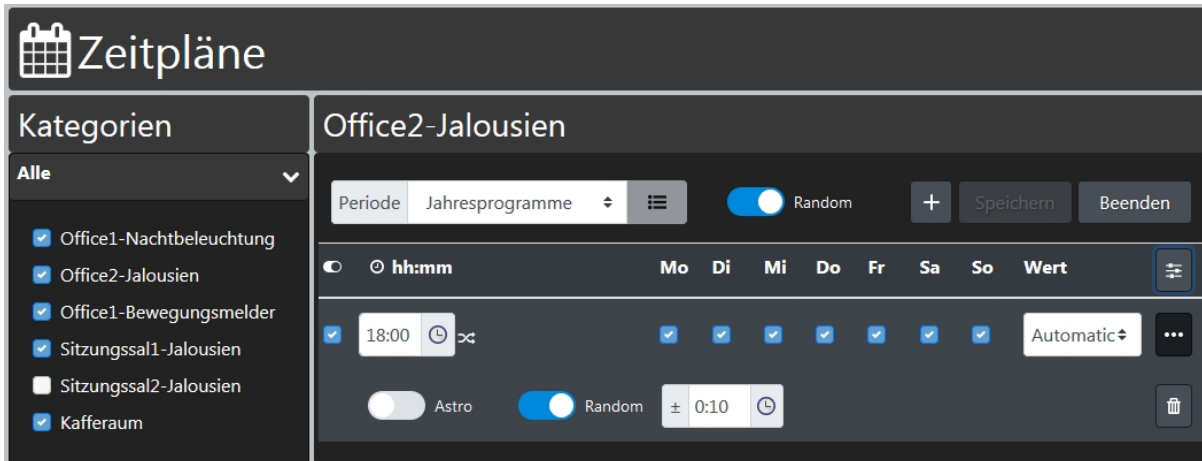 Zeitpläne
Kategorien
Alle
Office1-Nachtbeleuchtung
Office2-Jalousien
Office1-Bewegungsmelder
Sitzungssal1-Jalousien
Sitzungssal2-Jalousien
Kafferaum
Office2-Jalousien
Periode Jahresprogramme Random + Speichern Beenden
hh:mm Mo Di Mi Do Fr Sa So Wert
18:00 Automatic
Astro Random ± 0:10